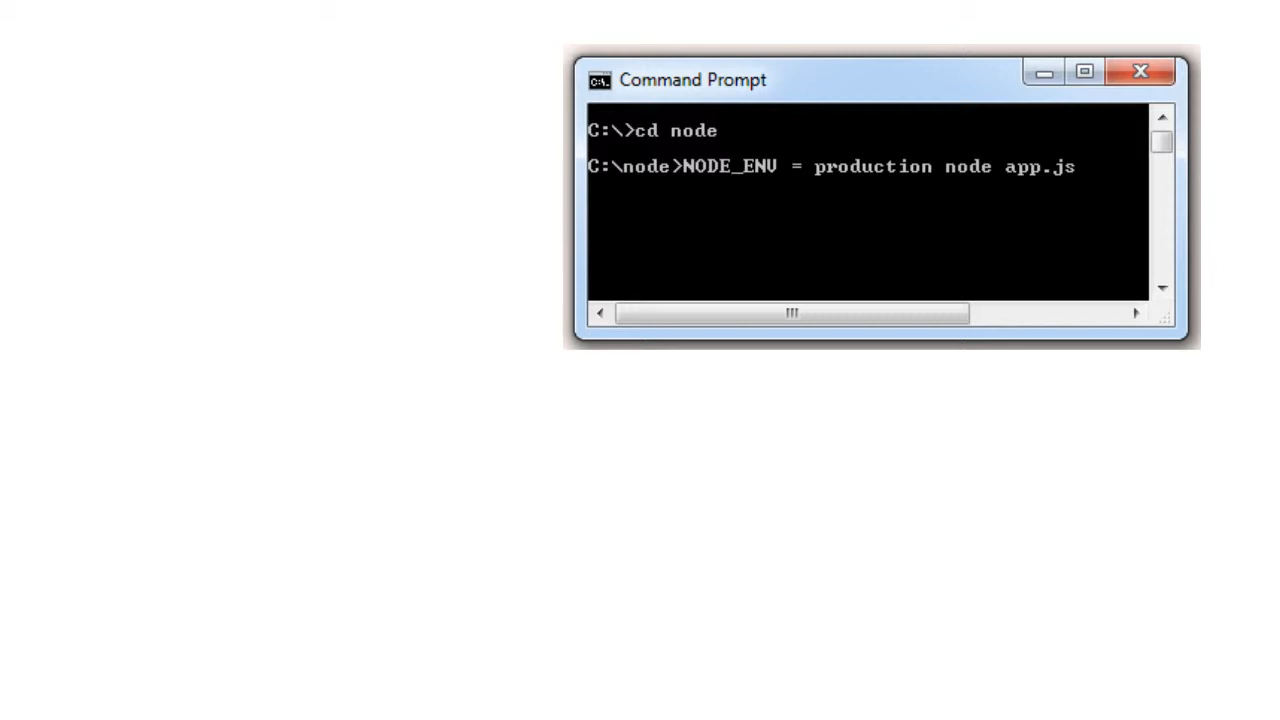 C:\. Command Prompt
C:\>cd node
C:\node>NODE_ENV = production node app.js